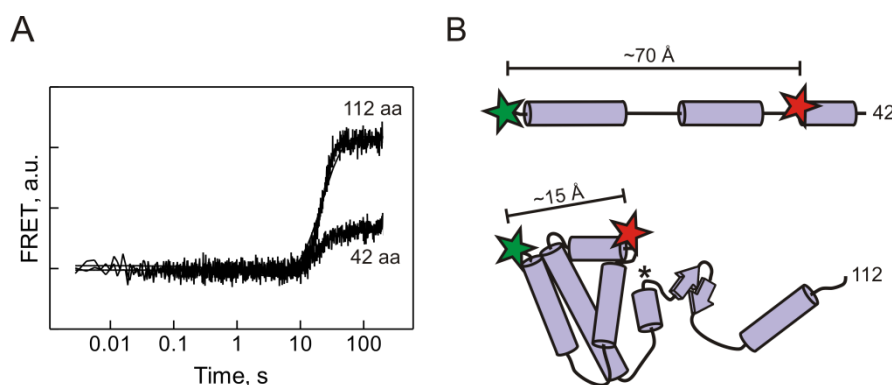 A
FRET, a.u.
112 aa
42 aa
0.01 0.1 1 10 100
Time, s
B
~70 Å
42
~15 Å
*
112